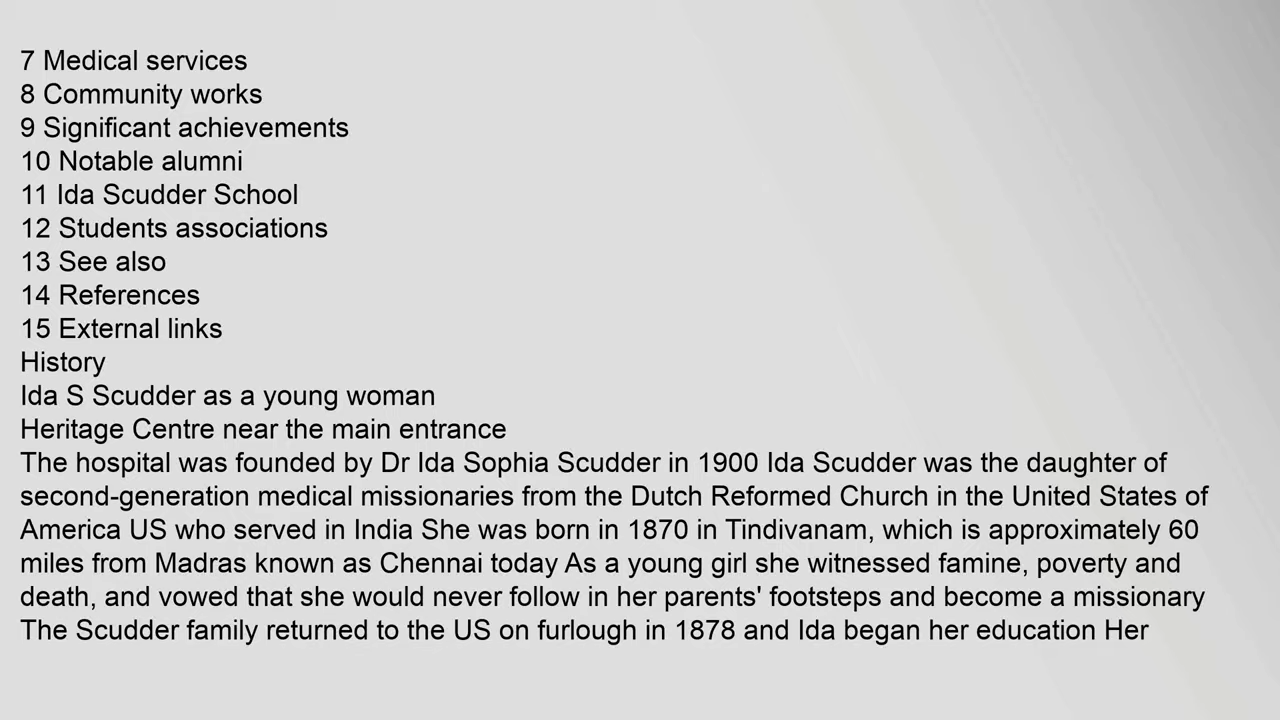 7 Medical services
8 Community works
9 Significant achievements
10 Notable alumni
11 Ida Scudder School
12 Students associations
13 See also
14 References
15 External links
History
Ida S Scudder as a young woman
Heritage Centre near the main entrance
The hospital was founded by Dr Ida Sophia Scudder in 1900 Ida Scudder was the daughter of
second-generation medical missionaries from the Dutch Reformed Church in the United States of
America US who served in India She was born in 1870 in Tindivanam, which is approximately 60
miles from Madras known as Chennai today As a young girl she witnessed famine, poverty and
death, and vowed that she would never follow in her parents' footsteps and become a missionary
The Scudder family returned to the US on furlough in 1878 and Ida began her education Her